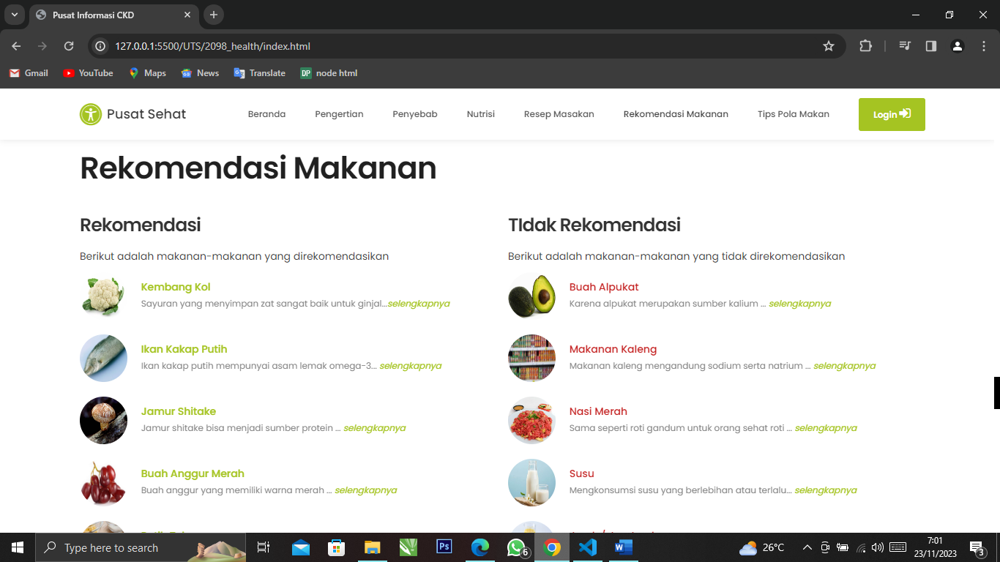 Pusat Informasi CKD
127.0.0.1:5500/UTS/2098_health/index.html
Gmail YouTube Maps News Translate DP node html
Pusat Sehat Beranda Pengertian Penyebab Nutrisi Resep Masakan Rekomendasi Makanan Tips Pola Makan Login
Rekomendasi Makanan
Rekomendasi
Berikut adalah makanan-makanan yang direkomendasikan
Kembang Kol
Sayuran yang menyimpan zat sangat baik untuk ginjal...selengkapnya
Ikan Kakap Putih
Ikan kakap putih mempunyai asam lemak omega-3... selengkapnya
Jamur Shitake
Jamur shitake bisa menjadi sumber protein ... selengkapnya
Buah Anggur Merah
Buah anggur yang memiliki warna merah ... selengkapnya
TIdak Rekomendasi
Berikut adalah makanan-makanan yang tidak direkomendasikan
Buah Alpukat
Karena alpukat merupakan sumber kalium ... selengkapnya
Makanan Kaleng
Makanan kaleng mengandung sodium serta natrium ... selengkapnya
Nasi Merah
Sama seperti roti gandum untuk orang sehat roti ... selengkapnya
Susu
Mengkonsumsi susu yang berlebihan atau terlalu... selengkapnya
Type here to search
Ps
6
26°C
7:01
23/11/2023
3